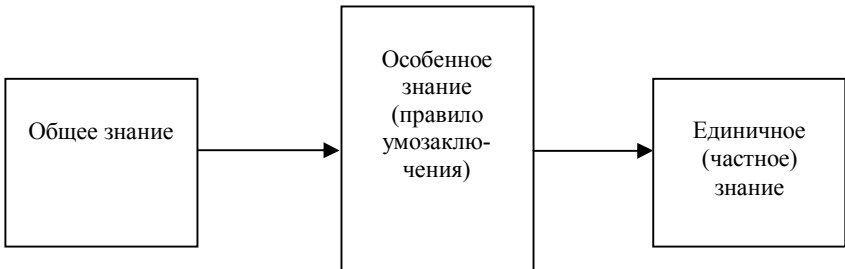 Общее знание
Особенное
знание
(правило
умозаклю-
чения)
Единичное
(частное)
знание